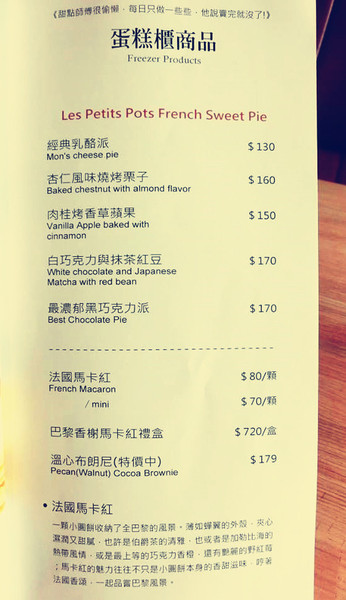 《甜點師傅很偷懶，每日只做一些些，他說賣完就沒了!》
蛋糕櫃商品
Freezer Products
Les Petits Pots French Sweet Pie
經典乳酪派 $130
Mon's cheese pie
杏仁風味燒烤栗子 $160
Baked chestnut with almond flavor
肉桂烤香草蘋果 $150
Vanilla Apple baked with
cinnamon
白巧克力與抹茶紅豆 $170
White chocolate and Japanese
Matcha with red bean
最濃郁黑巧克力派 $170
Best Chocolate Pie
法國馬卡紅 $80/顆
French Macaron
/ mini $70/顆
巴黎香榭馬卡紅禮盒 $720/盒
溫心布朗尼(特價中) $179
Pecan(Walnut) Cocoa Brownie
• 法國馬卡紅
一顆小圓餅收納了全巴黎的風景。薄如蟬翼的外殼，夾心
濕潤又甜膩，也許是伯爵茶的清雅，也或者是加勒比海的
熱帶風情，或是最上等的巧克力香橙，還有艷麗的野紅莓
；馬卡紅的魅力往往不只是小圓餅本身的香甜滋味，哼著
法國香頌，一起品嘗巴黎風景。